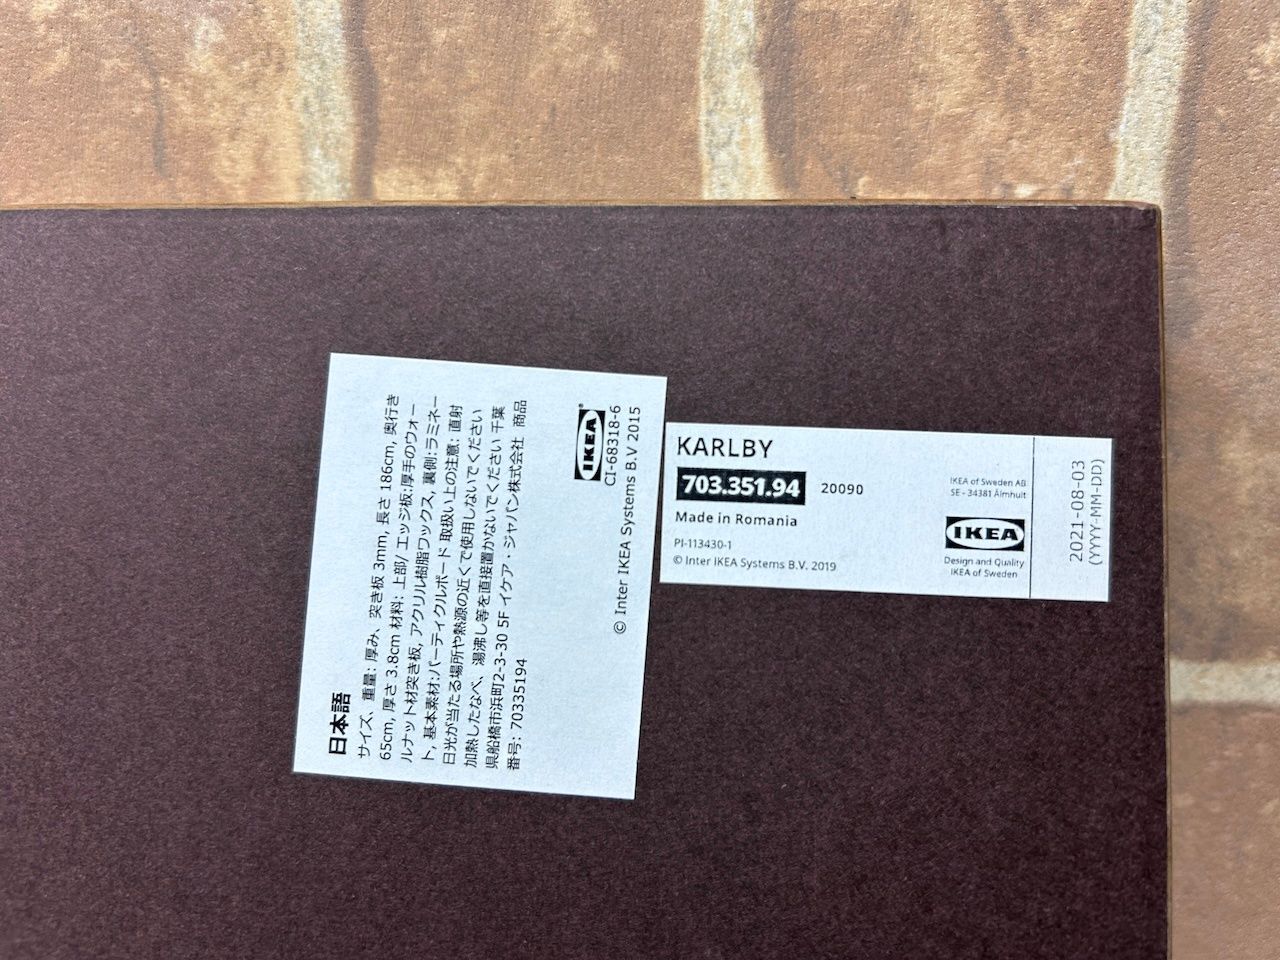 日本語
サイズ、重量: 厚み、突き板 3mm, 長さ 186cm, 奥行き
65cm, 厚さ 3.8cm 材料: 上部/ エッジ板:厚手のウォー
ルナット材突き板, アクリル樹脂ワックス, 裏側:ラミネー
ト, 基本素材:パーティクルボード 取扱い上の注意: 直射
日光が当たる場所や熱源の近くで使用しないでください
加熱したなべ、湯沸し等を直接置かないでください 千葉
県船橋市浜町2-3-30 5F イケア・ジャパン株式会社 商品
番号: 70335194
IKEA®
CI-68318-6
© Inter IKEA Systems B.V 2015
KARLBY
703.351.94 20090
Made in Romania
PI-113430-1
© Inter IKEA Systems B.V. 2019
IKEA of Sweden AB
SE - 34381 Älmhult
IKEA
Design and Quality
IKEA of Sweden
2021-08-03
(YYYY-MM-DD)